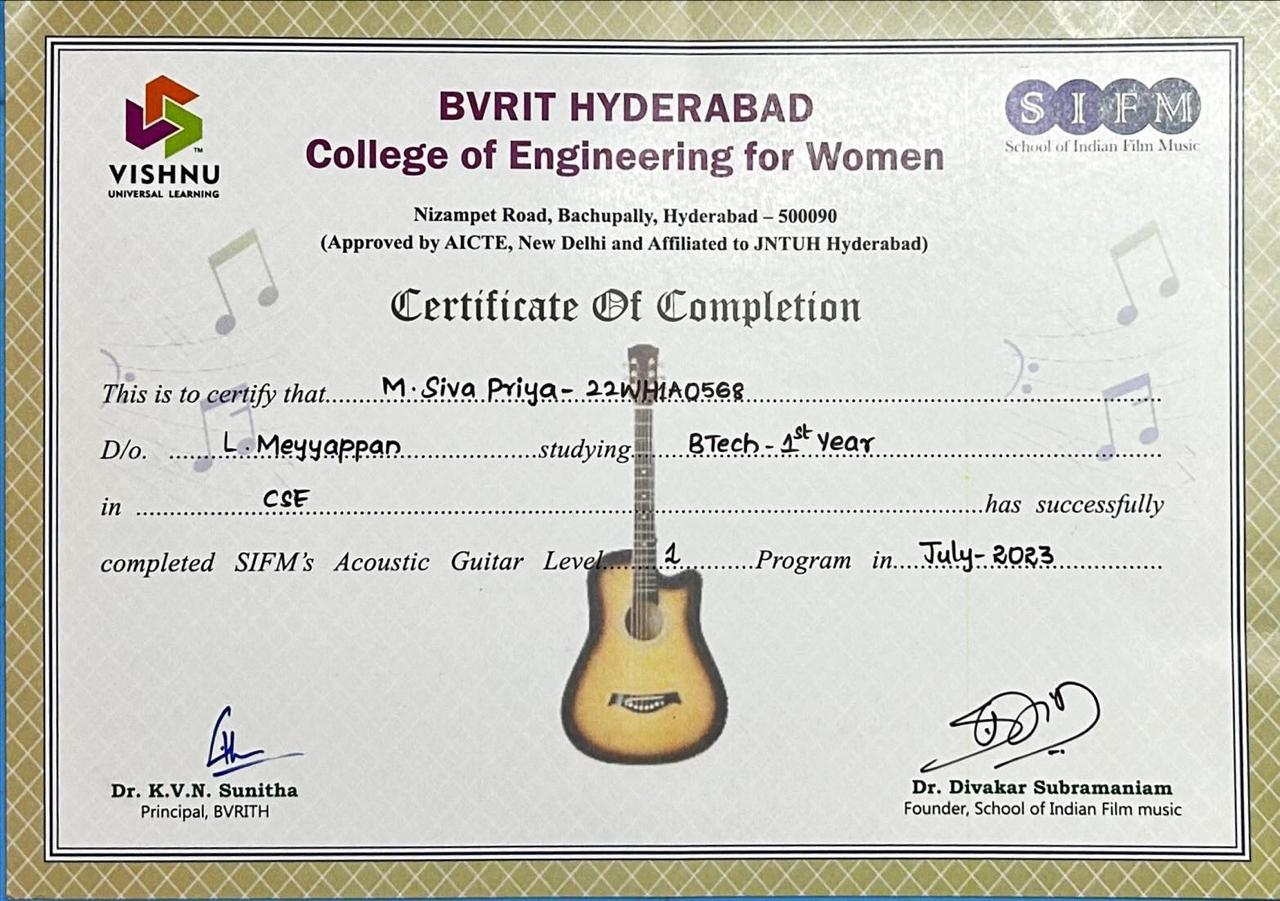 VISHNU
UNIVERSAL LEARNING
™
BVRIT HYDERABAD
College of Engineering for Women
S I F M
School of Indian Film Music
Nizampet Road, Bachupally, Hyderabad – 500090
(Approved by AICTE, New Delhi and Affiliated to JNTUH Hyderabad)
Certificate Of Completion
This is to certify that.....M. Siva Priya - 22WH1A0568.....
D/o. .....L. Meyyappan.....studying.....BTech - 1st Year.....
in .....CSE.....has successfully
completed SIFM's Acoustic Guitar Level.....1.....Program in.....July - 2023.....
Dr. K.V.N. Sunitha
Principal, BVRITH
Dr. Divakar Subramaniam
Founder, School of Indian Film music